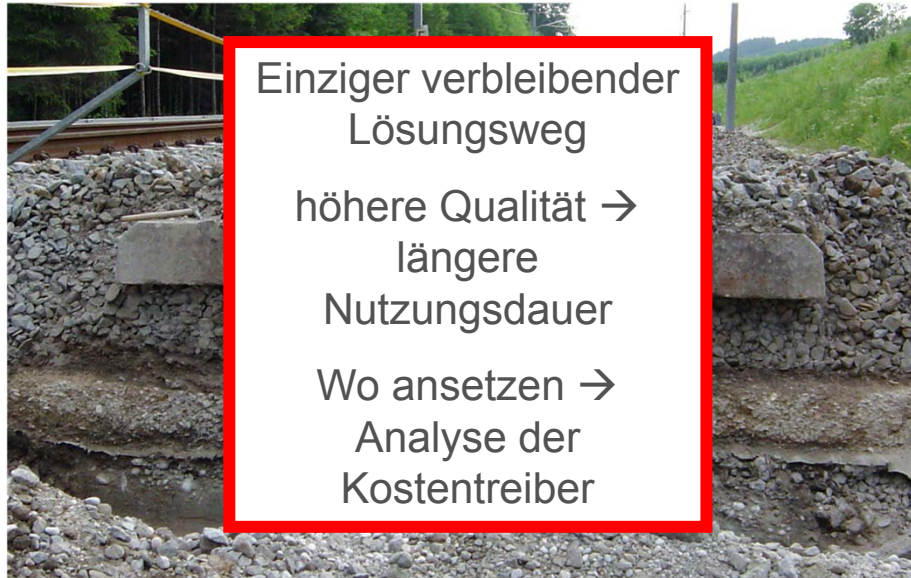 Einziger verbleibender
Lösungsweg
höhere Qualität →
längere
Nutzungsdauer
Wo ansetzen →
Analyse der
Kostentreiber